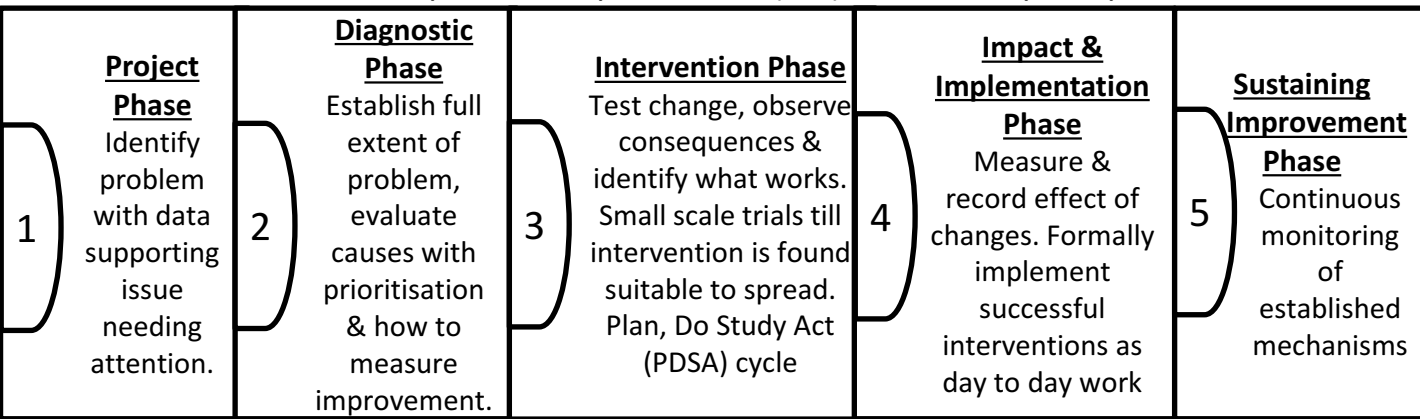 1
Project
Phase
Identify
problem
with data
supporting
issue
needing
attention.
2
Diagnostic
Phase
Establish full
extent of
problem,
evaluate
causes with
prioritisation
& how to
measure
improvement.
3
Intervention Phase
Test change, observe
consequences &
identify what works.
Small scale trials till
intervention is found
suitable to spread.
Plan, Do Study Act
(PDSA) cycle
4
Impact &
Implementation
Phase
Measure &
record effect of
changes. Formally
implement
successful
interventions as
day to day work
5
Sustaining
Improvement
Phase
Continuous
monitoring
of
established
mechanisms